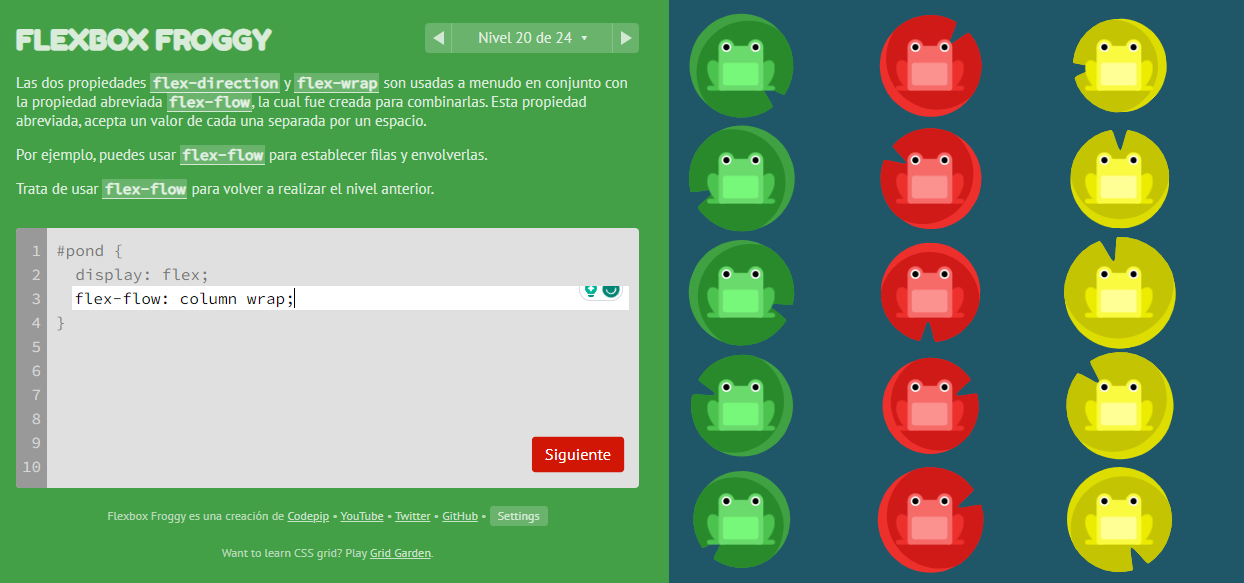 FLEXBOX FROGGY
◀ Nivel 20 de 24 ▾ ▶
Las dos propiedades flex-direction y flex-wrap son usadas a menudo en conjunto con
la propiedad abreviada flex-flow, la cual fue creada para combinarlas. Esta propiedad
abreviada, acepta un valor de cada una separada por un espacio.
Por ejemplo, puedes usar flex-flow para establecer filas y envolverlas.
Trata de usar flex-flow para volver a realizar el nivel anterior.
1 #pond {
2 display: flex;
3 flex-flow: column wrap;
4 }
5
6
7
8
9
10
Siguiente
Flexbox Froggy es una creación de Codepip • YouTube • Twitter • GitHub • Settings
Want to learn CSS grid? Play Grid Garden.